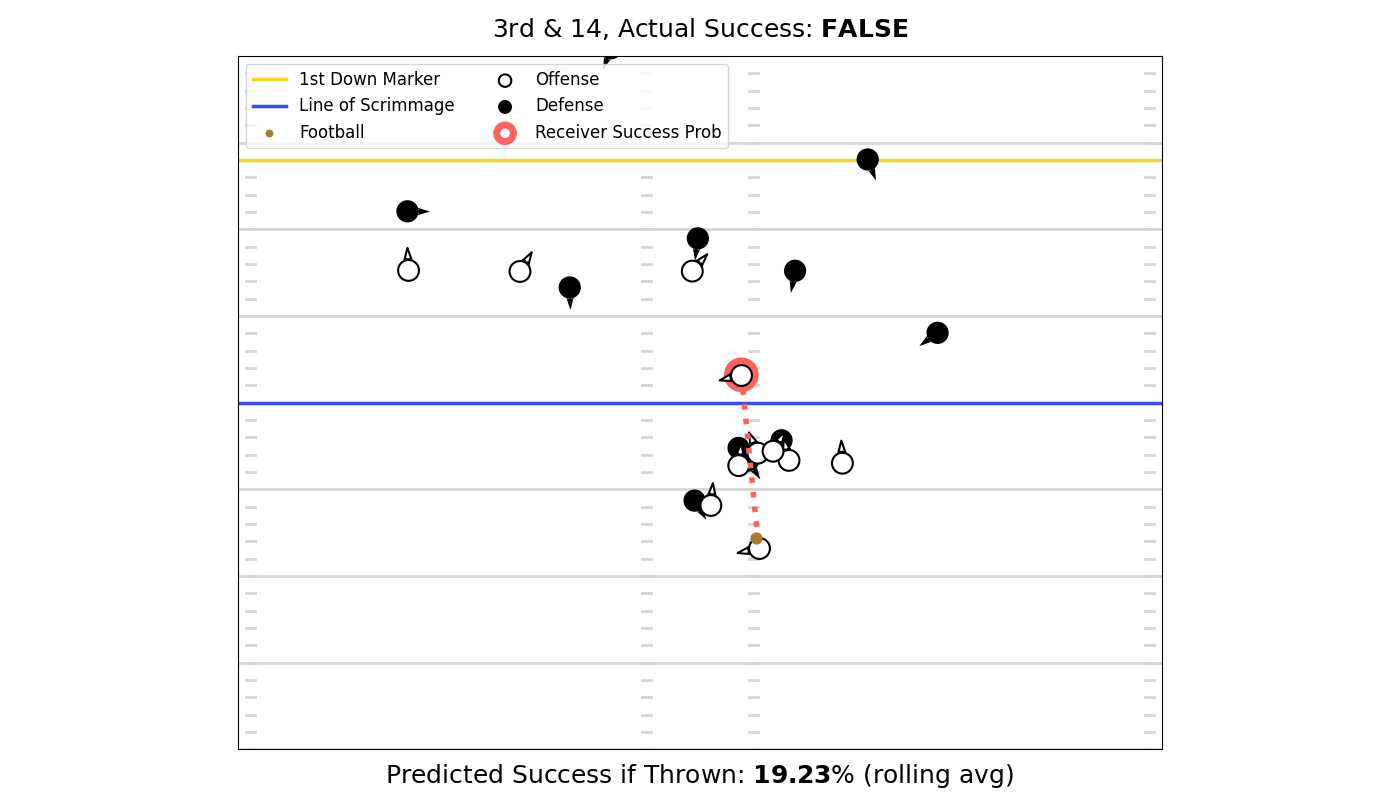 3rd & 14, Actual Success: FALSE
1st Down Marker
Line of Scrimmage
Football
Offense
Defense
Receiver Success Prob
Predicted Success if Thrown: 19.23% (rolling avg)